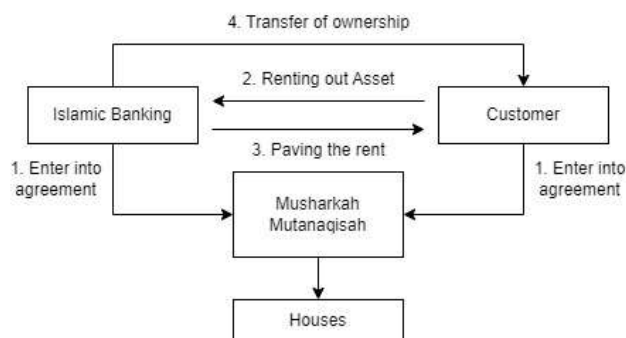 4. Transfer of ownership
2. Renting out Asset
Islamic Banking
Customer
3. Paving the rent
1. Enter into
agreement
1. Enter into
agreement
Musharkah
Mutanaqisah
Houses